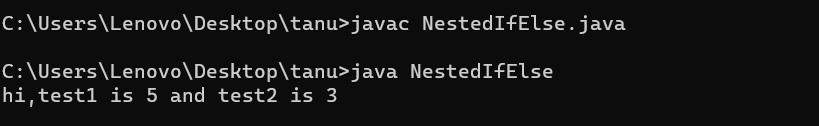 C:\Users\Lenovo\Desktop\tanu>javac NestedIfElse.java
C:\Users\Lenovo\Desktop\tanu>java NestedIfElse
hi,test1 is 5 and test2 is 3